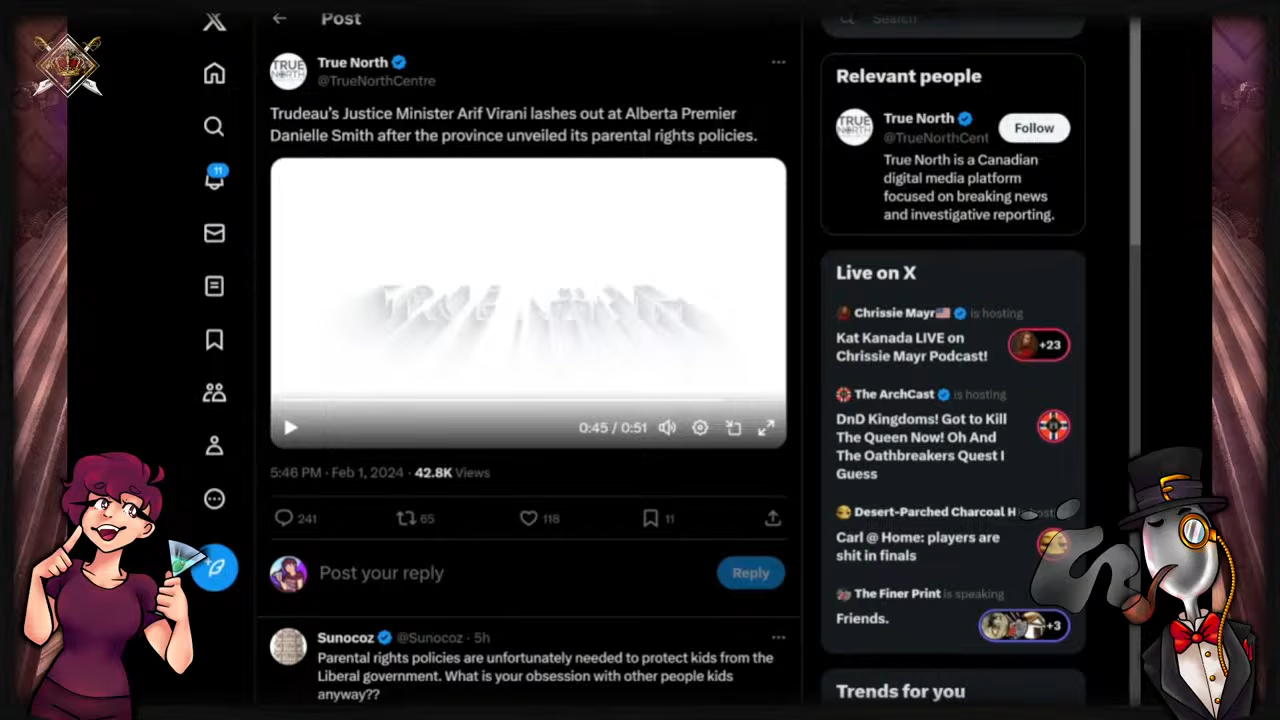 Post
Search
True North
@TrueNorthCentre
Trudeau's Justice Minister Arif Virani lashes out at Alberta Premier
Danielle Smith after the province unveiled its parental rights policies.
TRUE NORTH
0:45 / 0:51
5:46 PM · Feb 1, 2024 · 42.8K Views
241
65
118
11
Post your reply
Reply
Sunocoz @Sunocoz · 5h
Parental rights policies are unfortunately needed to protect kids from the
Liberal government. What is your obsession with other people kids
anyway??
11
Relevant people
True North
@TrueNorthCent
Follow
True North is a Canadian
digital media platform
focused on breaking news
and investigative reporting.
Live on X
Chrissie Mayr is hosting
Kat Kanada LIVE on
Chrissie Mayr Podcast!
+23
The ArchCast is hosting
DnD Kingdoms! Got to Kill
The Queen Now! Oh And
The Oathbreakers Quest I
Guess
Desert-Parched Charcoal H
Carl @ Home: players are
shit in finals
The Finer Print is speaking
Friends.
+3
Trends for you